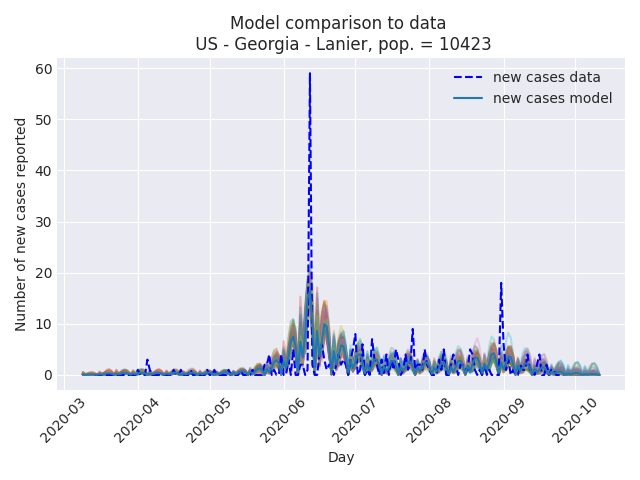 Model comparison to data
US - Georgia - Lanier, pop. = 10423
new cases data
new cases model
Number of new cases reported
60
50
40
30
20
10
0
2020-03
2020-04
2020-05
2020-06
2020-07
2020-08
2020-09
2020-10
Day